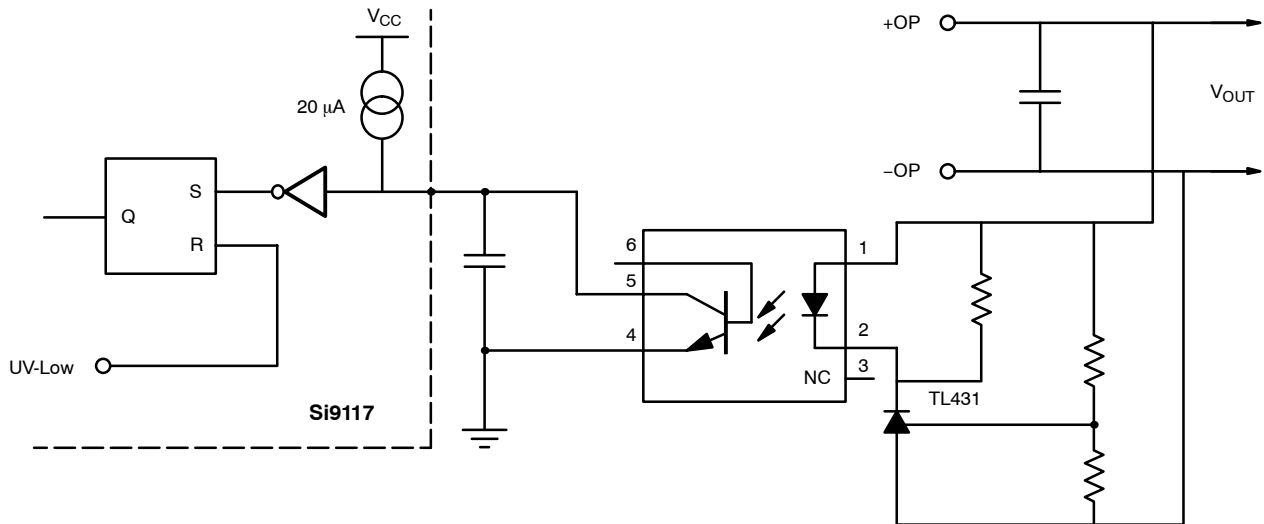 V_CC
+OP
20 μA
V_OUT
–OP
S
Q
R
6
1
5
4
2
3
NC
UV-Low
TL431
Si9117